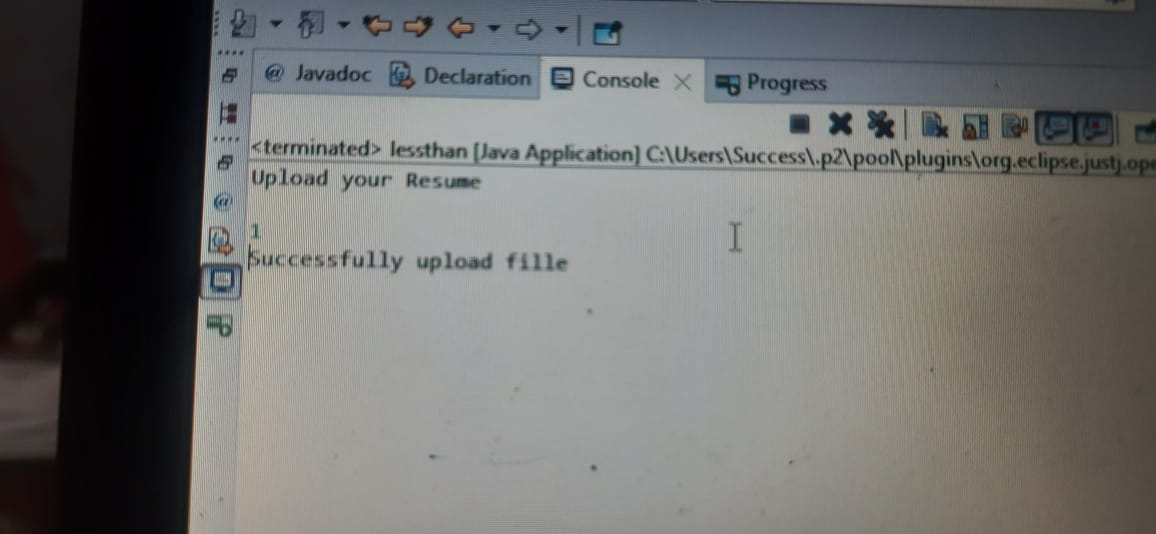 @ Javadoc Declaration Console Progress
<terminated> lessthan [Java Application] C:\Users\Success\.p2\pool\plugins\org.eclipse.justj.ope
Upload your Resume
1
Successfully upload fille